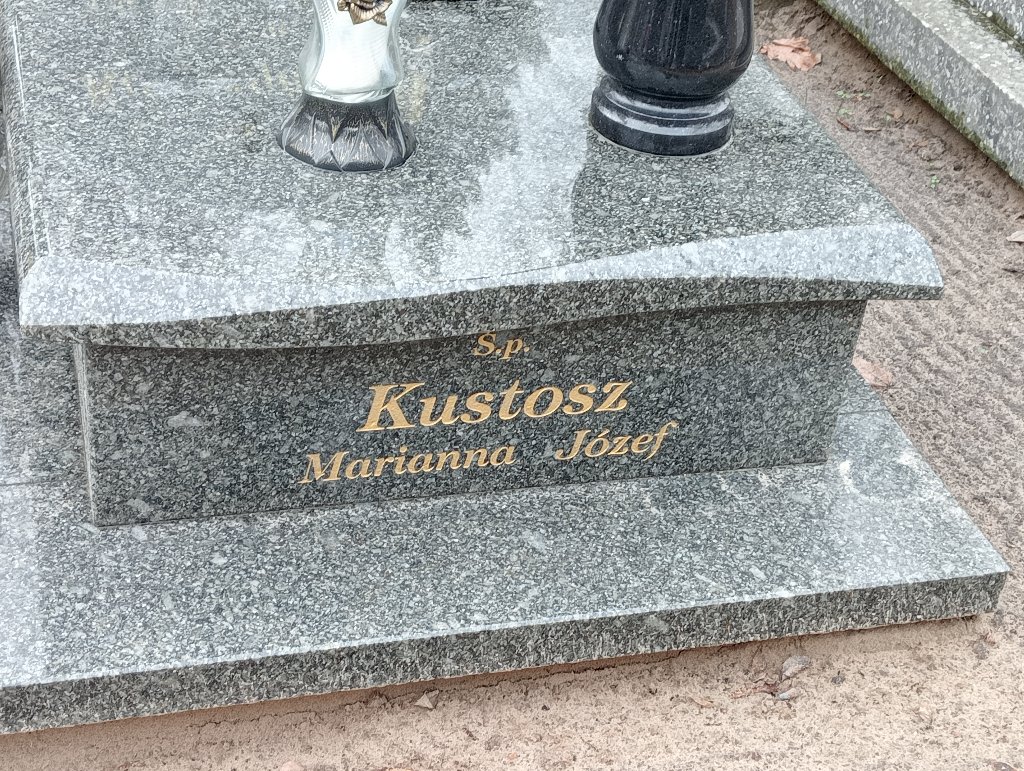 Ś.p.
Kustosz
Marianna Józef